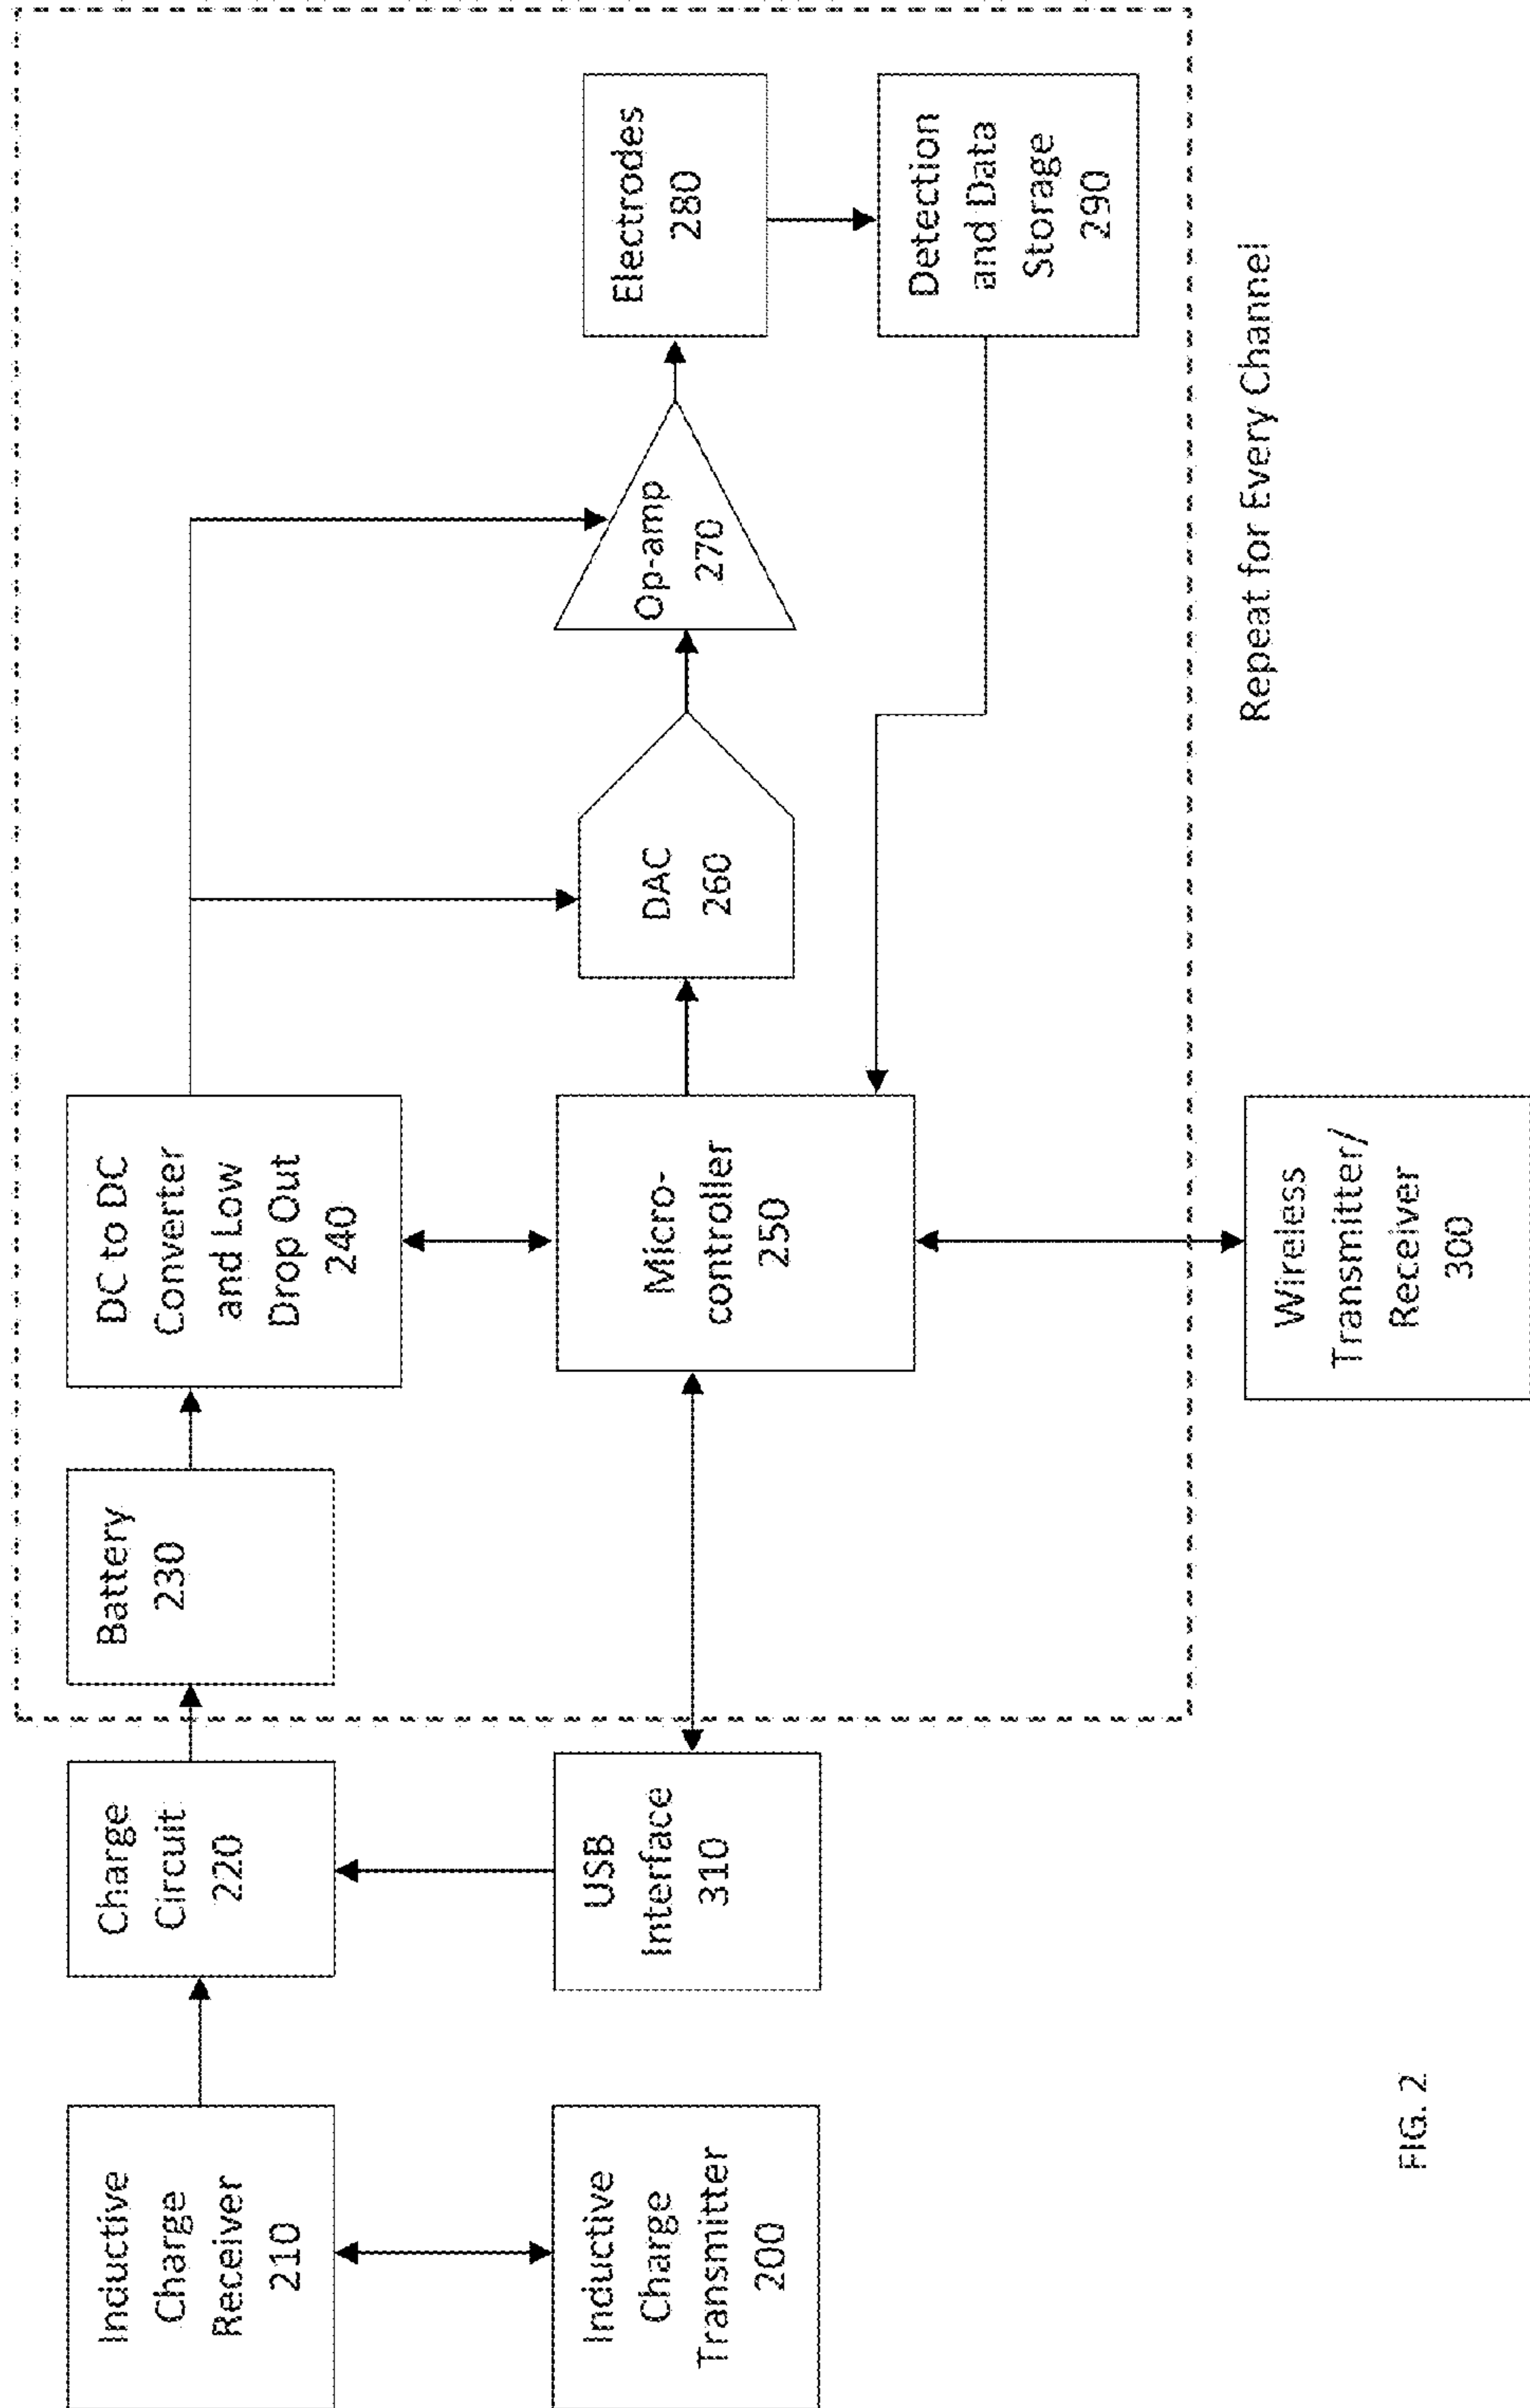 Inductive
Charge
Receiver
210
Charge
Circuit
220
Battery
230
DC to DC
Converter
and Low
Drop Out
240
Inductive
Charge
Transmitter
200
USB
Interface
310
Micro-
controller
250
DAC
260
Op-amp
270
Electrodes
280
Detection
and Data
Storage
290
Repeat for Every Channel
Wireless
Transmitter/
Receiver
300
FIG. 2